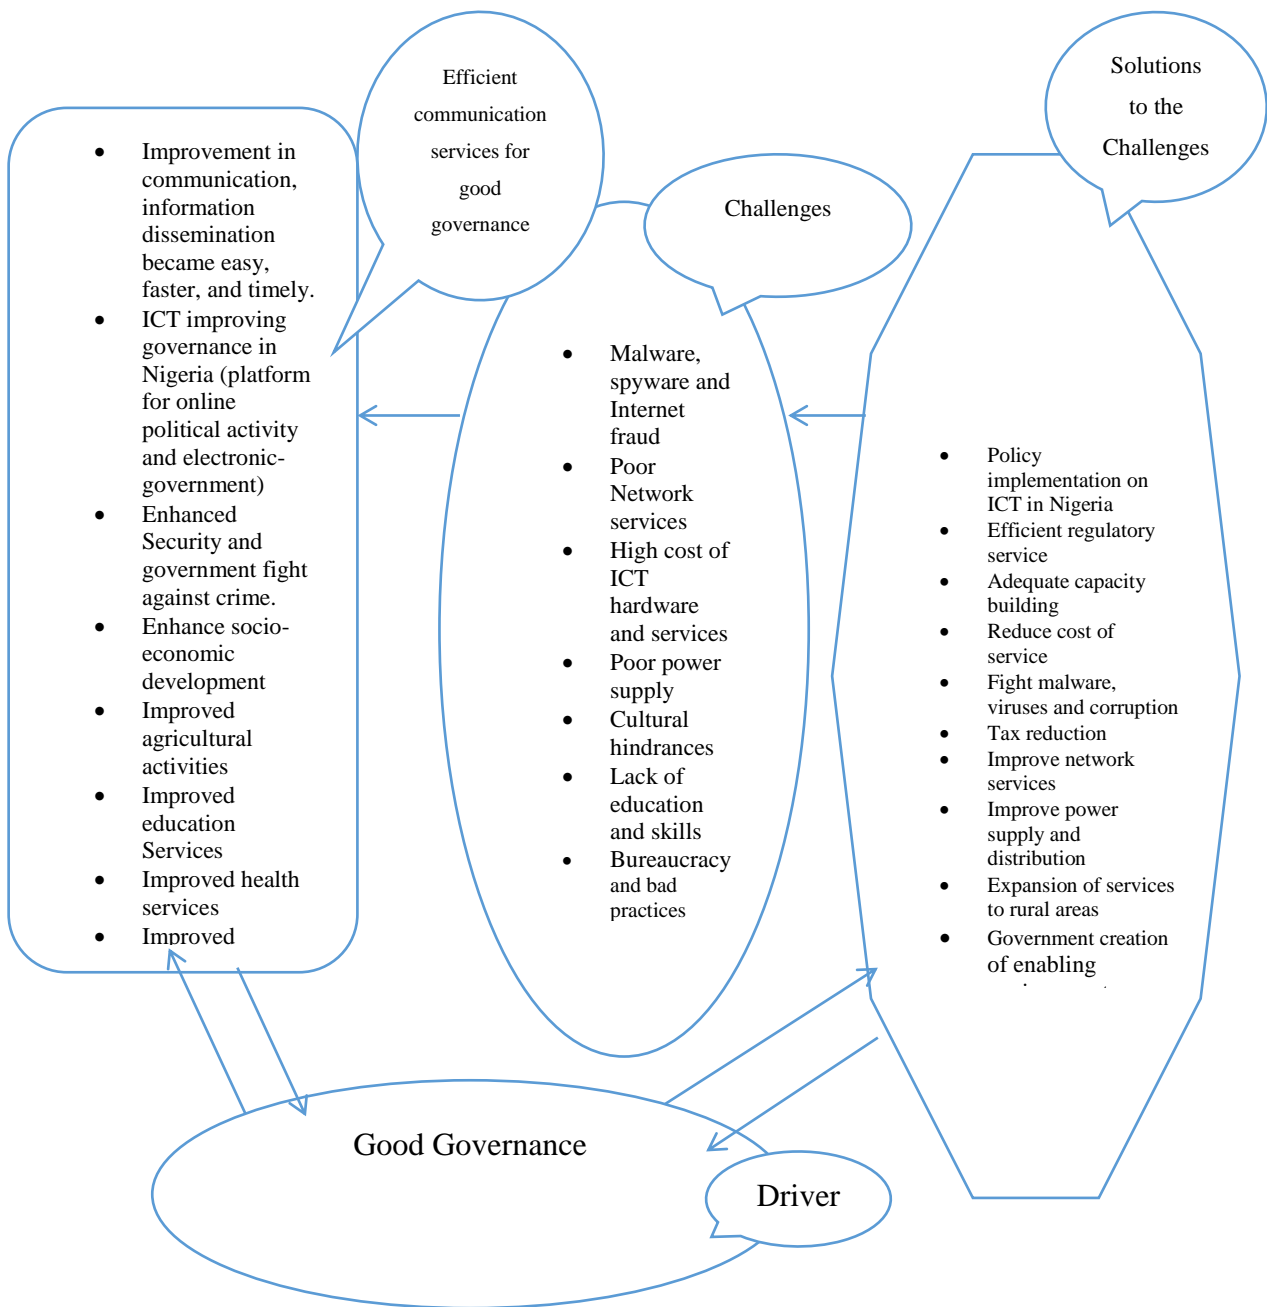 Efficient
communication
services for
good
governance
Solutions
to the
Challenges
Challenges
• Improvement in
communication,
information
dissemination
became easy,
faster, and timely.
• ICT improving
governance in
Nigeria (platform
for online
political activity
and electronic-
government)
• Enhanced
Security and
government fight
against crime.
• Enhance socio-
economic
development
• Improved
agricultural
activities
• Improved
education
Services
• Improved health
services
• Improved
• Malware,
spyware and
Internet
fraud
• Poor
Network
services
• High cost of
ICT
hardware
and services
• Poor power
supply
• Cultural
hindrances
• Lack of
education
and skills
• Bureaucracy
and bad
practices
• Policy
implementation on
ICT in Nigeria
• Efficient regulatory
service
• Adequate capacity
building
• Reduce cost of
service
• Fight malware,
viruses and corruption
• Tax reduction
• Improve network
services
• Improve power
supply and
distribution
• Expansion of services
to rural areas
• Government creation
of enabling
Good Governance
Driver